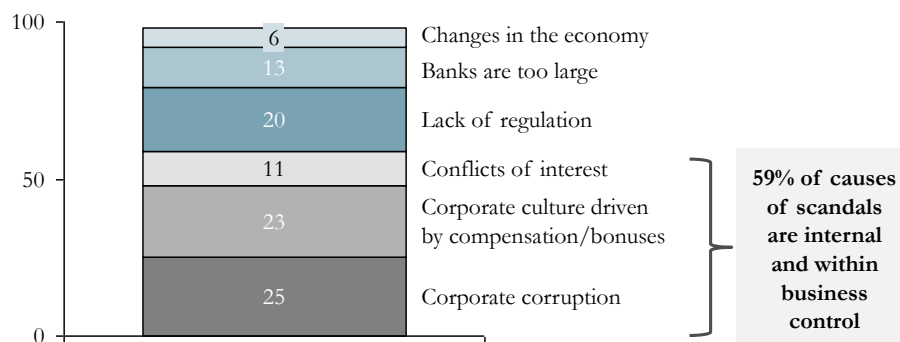 100
6
Changes in the economy
13
Banks are too large
20
Lack of regulation
11
Conflicts of interest
50
23
Corporate culture driven
by compensation/bonuses
25
Corporate corruption
0
59% of causes
of scandals
are internal
and within
business
control